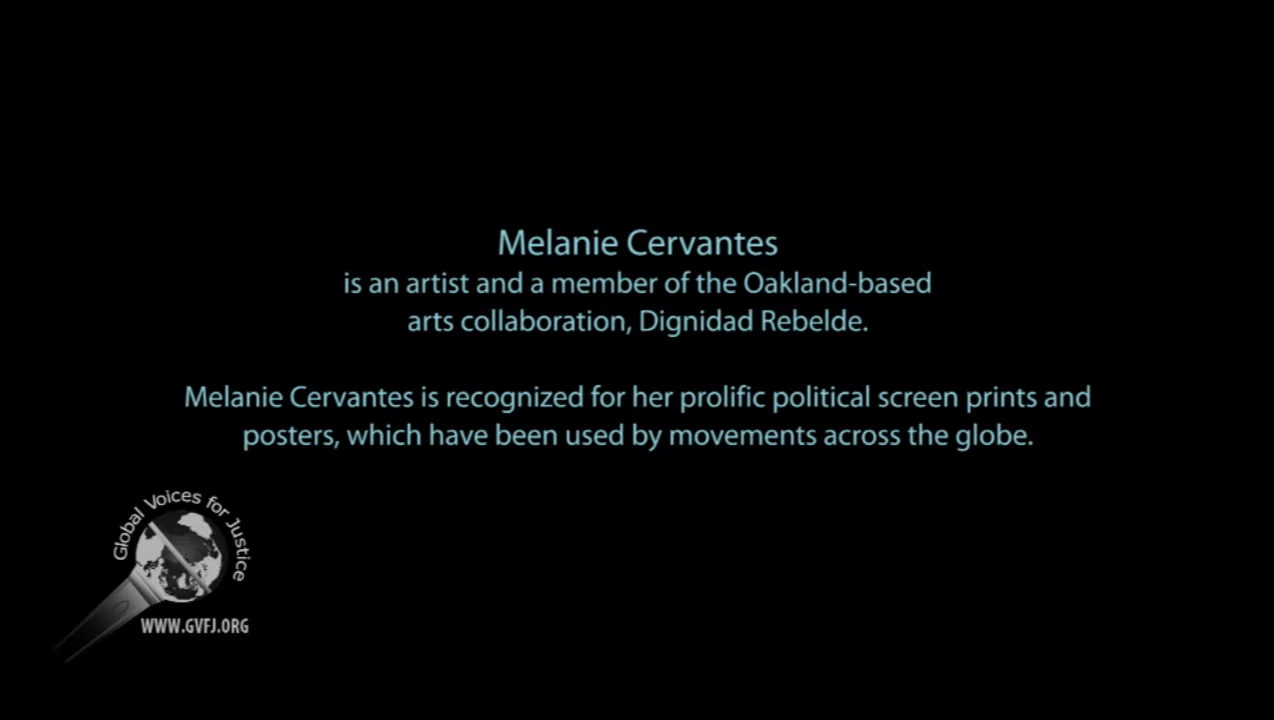 Melanie Cervantes
is an artist and a member of the Oakland-based
arts collaboration, Dignidad Rebelde.
Melanie Cervantes is recognized for her prolific political screen prints and
posters, which have been used by movements across the globe.
Global Voices for Justice
WWW.GVFJ.ORG